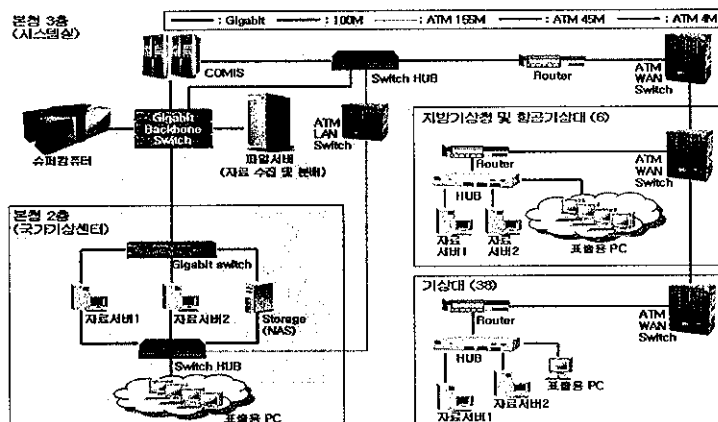 본청 3층
(시스템실)
: Gigabit : 100M : ATM 155M : ATM 45M : ATM 4M
COMIS
Switch HUB
Router
ATM
WAN
Switch
Gigabit
Backbone
Switch
슈퍼컴퓨터
파일서버
(자료 수집 및 분배)
ATM
LAN
Switch
지방기상청 및 항공기상대 (6)
Router
HUB
자료
서버1
자료
서버2
표출용 PC
ATM
WAN
Switch
본청 2층
(국가기상센터)
Gigabit switch
자료서버1
자료서버2
Storage
(NAS)
Switch HUB
표출용 PC
기상대 (38)
Router
HUB
자료서버1
자료서버2
표출용 PC
ATM
WAN
Switch